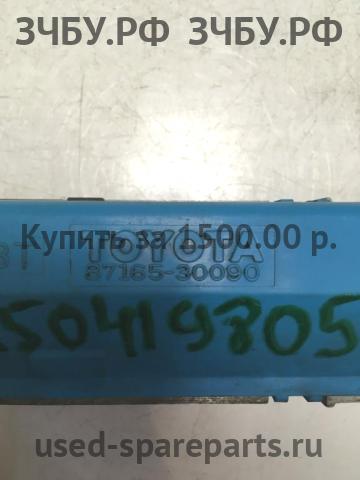 ЗЧБУ.РФ ЗЧБУ.РФ
TOYOTA
Купить за 1500.00 р.
87165-30090
50419805
used-spareparts.ru